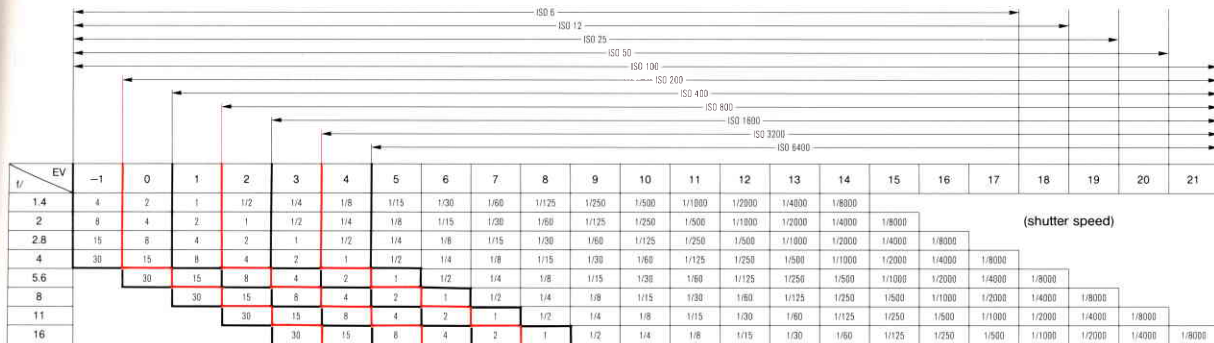 ISO 6
ISO 12
ISO 25
ISO 50
ISO 100
ISO 200
ISO 400
ISO 800
ISO 1600
ISO 3200
ISO 6400
f/ EV -1 0 1 2 3 4 5 6 7 8 9 10 11 12 13 14 15 16 17 18 19 20 21
1.4 4 2 1 1/2 1/4 1/8 1/15 1/30 1/60 1/125 1/250 1/500 1/1000 1/2000 1/4000 1/8000
2 8 4 2 1 1/2 1/4 1/8 1/15 1/30 1/60 1/125 1/250 1/500 1/1000 1/2000 1/4000 1/8000 (shutter speed)
2.8 15 8 4 2 1 1/2 1/4 1/8 1/15 1/30 1/60 1/125 1/250 1/500 1/1000 1/2000 1/4000 1/8000
4 30 15 8 4 2 1 1/2 1/4 1/8 1/15 1/30 1/60 1/125 1/250 1/500 1/1000 1/2000 1/4000 1/8000
5.6 30 15 8 4 2 1 1/2 1/4 1/8 1/15 1/30 1/60 1/125 1/250 1/500 1/1000 1/2000 1/4000 1/8000
8 30 15 8 4 2 1 1/2 1/4 1/8 1/15 1/30 1/60 1/125 1/250 1/500 1/1000 1/2000 1/4000 1/8000
11 30 15 8 4 2 1 1/2 1/4 1/8 1/15 1/30 1/60 1/125 1/250 1/500 1/1000 1/2000 1/4000 1/8000
16 30 15 8 4 2 1 1/2 1/4 1/8 1/15 1/30 1/60 1/125 1/250 1/500 1/1000 1/2000 1/4000 1/8000